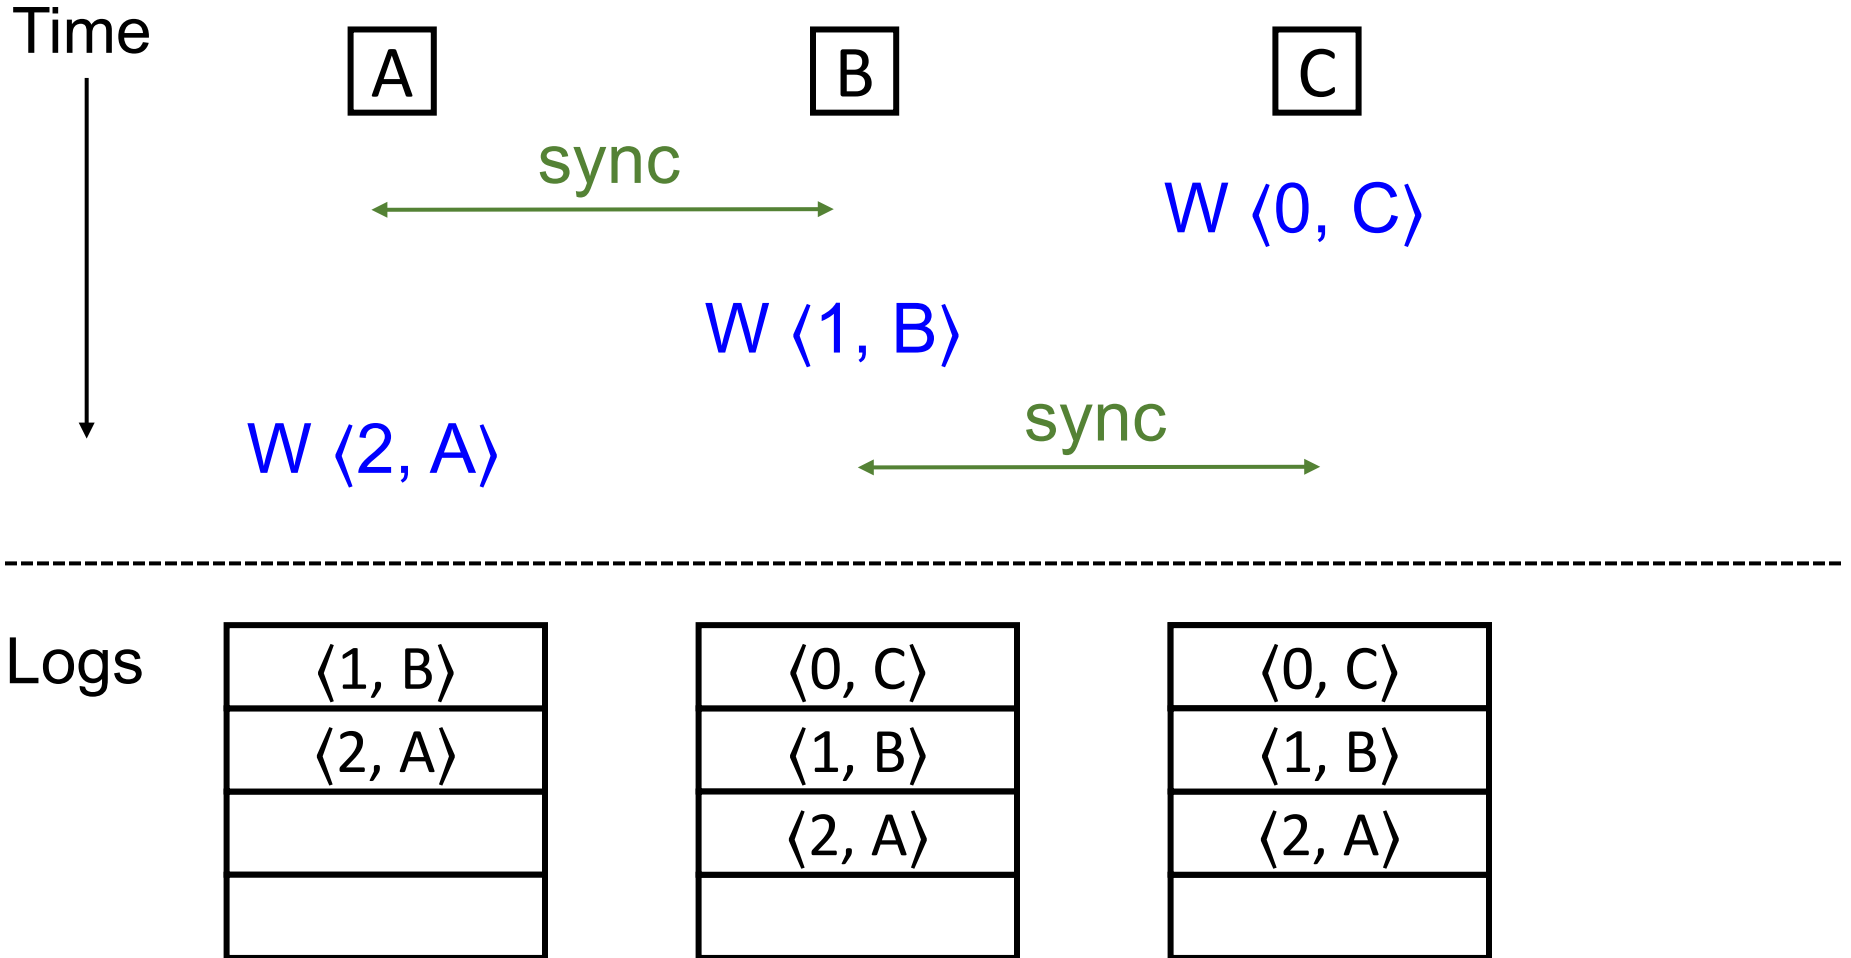 Time
A B C
sync
W ⟨0, C⟩
W ⟨1, B⟩
sync
W ⟨2, A⟩
Logs
⟨1, B⟩ ⟨0, C⟩ ⟨0, C⟩
⟨2, A⟩ ⟨1, B⟩ ⟨1, B⟩
⟨2, A⟩ ⟨2, A⟩